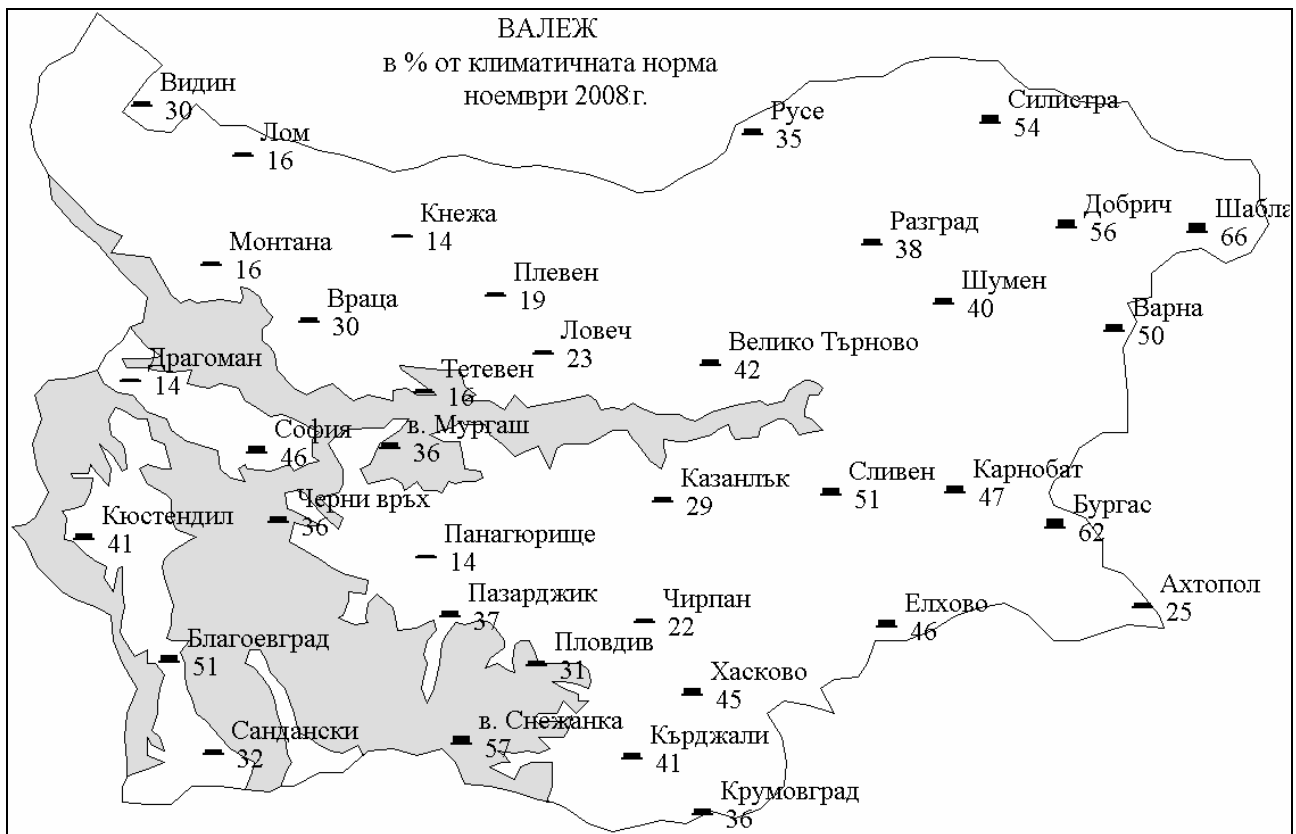 ВАЛЕЖ
в % от климатичната норма
ноември 2008г.
Видин
30
Лом
16
Русе
35
Силистра
54
Кнежа
14
Монтана
16
Разград
38
Добрич
56
Шабла
66
Плевен
19
Враца
30
Шумен
40
Варна
50
Ловеч
23
Велико Търново
42
Драгоман
14
Тетевен
16
София
46
в. Мургаш
36
Казанлък
29
Сливен
51
Карнобат
47
Черни връх
36
Кюстендил
41
Бургас
62
Панагюрище
14
Пазарджик
37
Чирпан
22
Елхово
46
Ахтопол
25
Благоевград
51
Пловдив
31
Хасково
45
Сандански
32
в. Снежанка
57
Кърджали
41
Крумовград
36